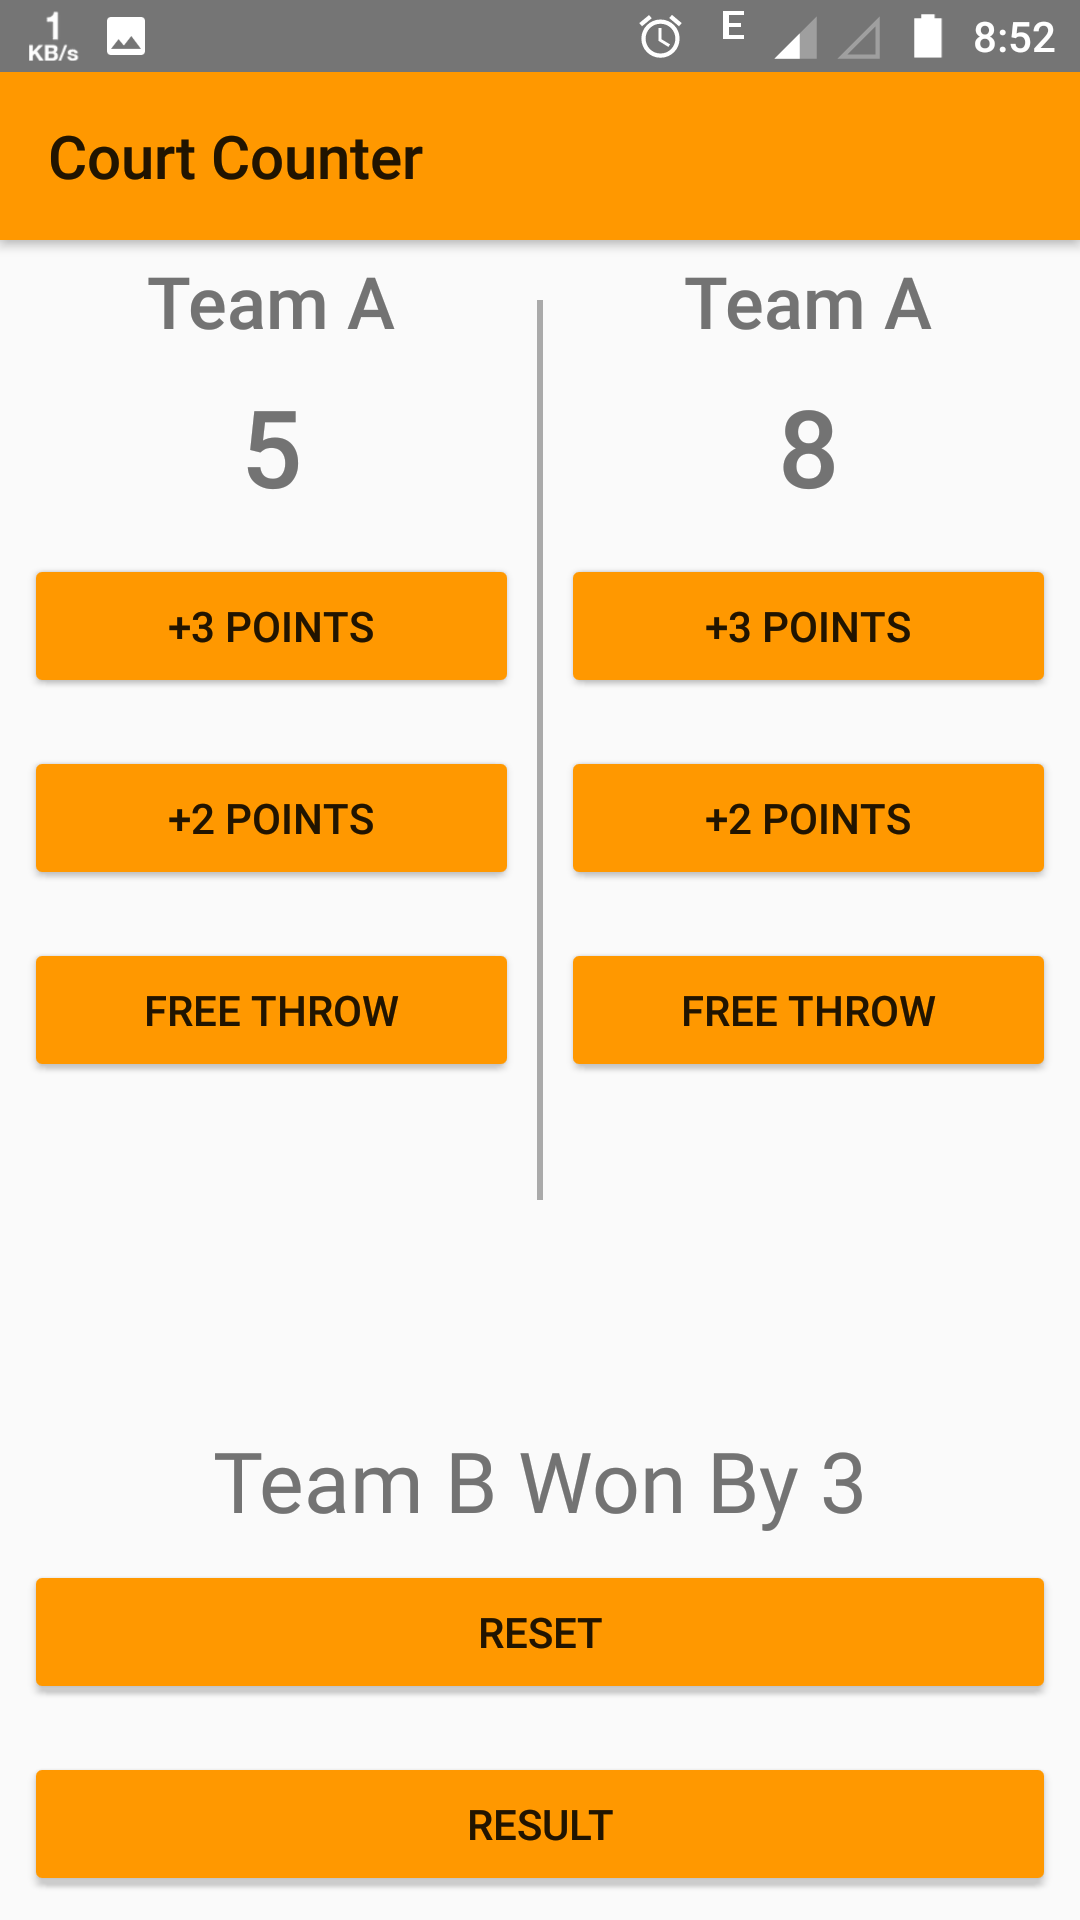 1
KB/s
E
8:52
Court Counter
Team A
5
+3 POINTS
+2 POINTS
FREE THROW
Team A
8
+3 POINTS
+2 POINTS
FREE THROW
Team B Won By 3
RESET
RESULT